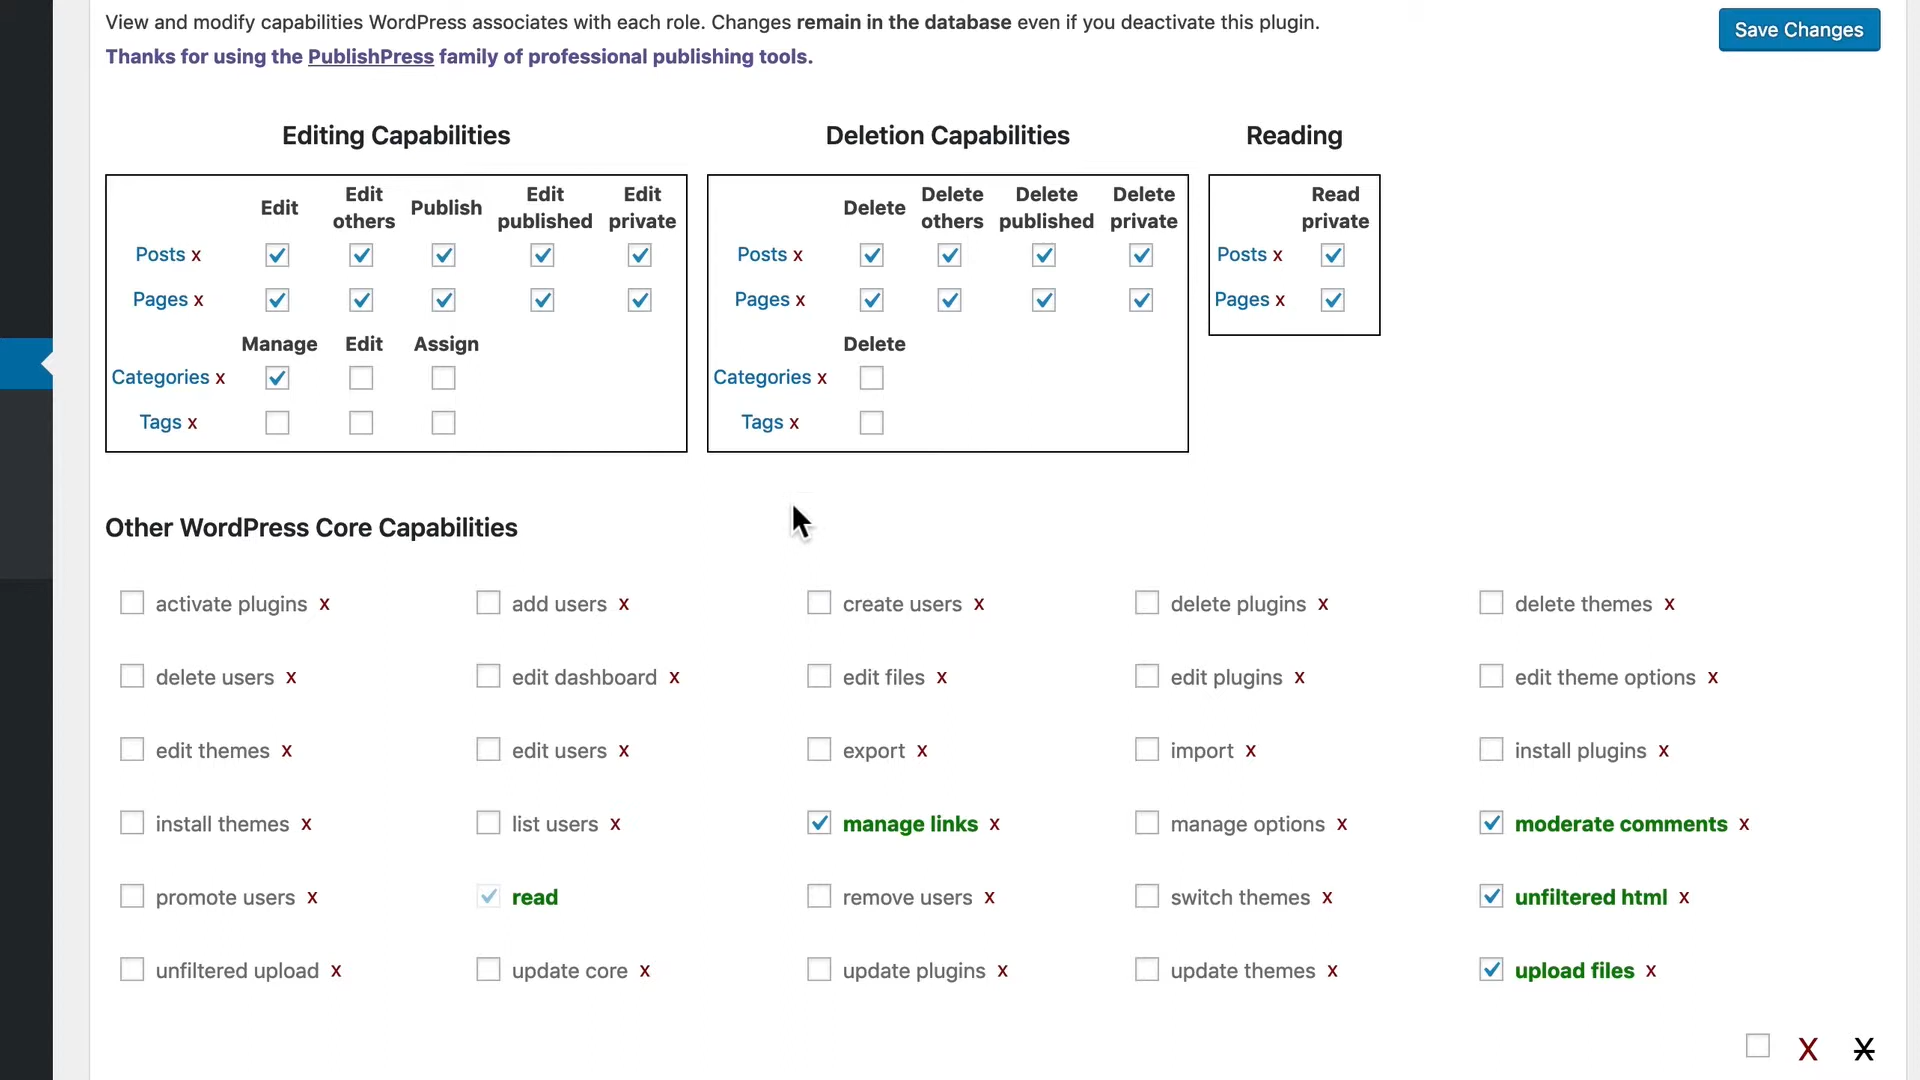 View and modify capabilities WordPress associates with each role. Changes remain in the database even if you deactivate this plugin.
Save Changes
Thanks for using the PublishPress family of professional publishing tools.
Editing Capabilities
Edit Edit others Publish Edit published Edit private
Posts x
Pages x
Manage Edit Assign
Categories x
Tags x
Deletion Capabilities
Delete Delete others Delete published Delete private
Posts x
Pages x
Delete
Categories x
Tags x
Reading
Read private
Posts x
Pages x
Other WordPress Core Capabilities
activate plugins x add users x create users x delete plugins x delete themes x
delete users x edit dashboard x edit files x edit plugins x edit theme options x
edit themes x edit users x export x import x install plugins x
install themes x list users x manage links x manage options x moderate comments x
promote users x read remove users x switch themes x unfiltered html x
unfiltered upload x update core x update plugins x update themes x upload files x
X X